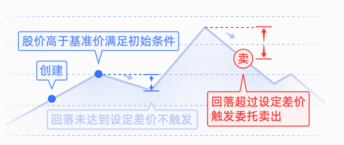 股价高于基准价满足初始条件
创建
卖
回落超过设定差价
触发委托卖出
回落未达到设定差价不触发